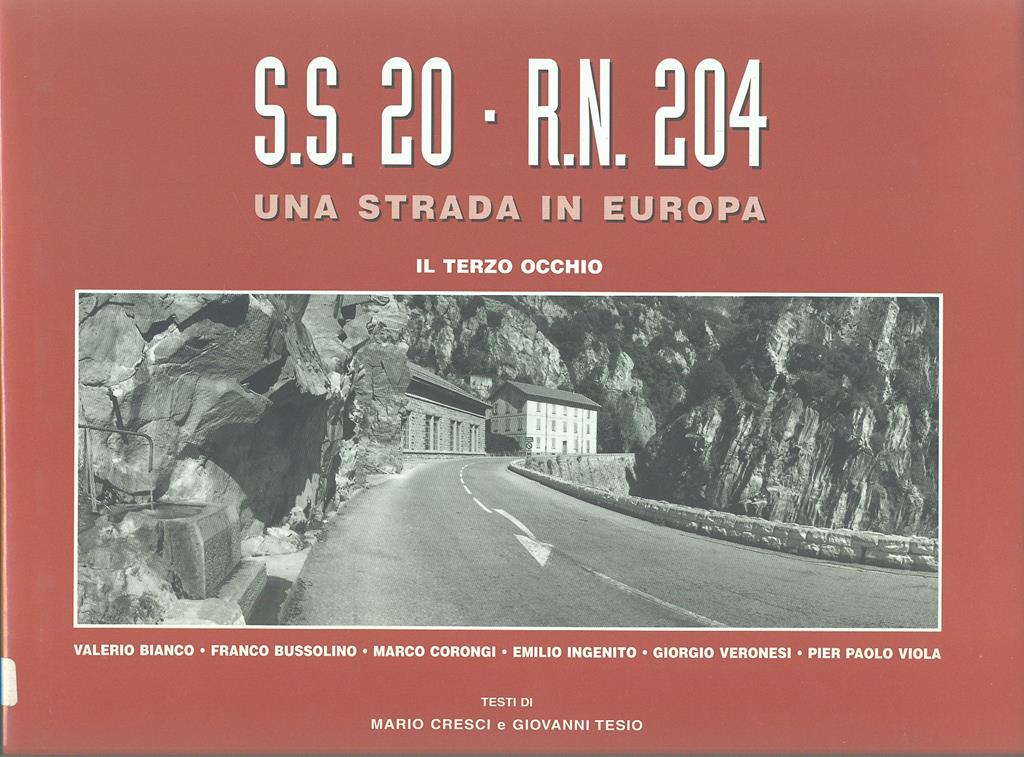 S.S. 20 · R.N. 204
UNA STRADA IN EUROPA
IL TERZO OCCHIO
VALERIO BIANCO • FRANCO BUSSOLINO • MARCO CORONGI • EMILIO INGENITO • GIORGIO VERONESI • PIER PAOLO VIOLA
TESTI DI
MARIO CRESCI e GIOVANNI TESIO